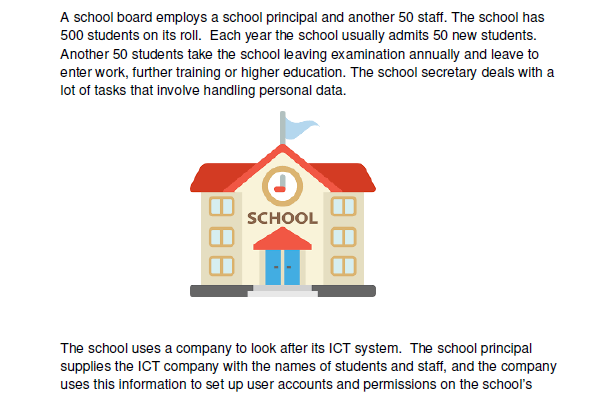 A school board employs a school principal and another 50 staff. The school has
500 students on its roll.  Each year the school usually admits 50 new students.
Another 50 students take the school leaving examination annually and leave to
enter work, further training or higher education. The school secretary deals with a
lot of tasks that involve handling personal data.
SCHOOL
The school uses a company to look after its ICT system.  The school principal
supplies the ICT company with the names of students and staff, and the company
uses this information to set up user accounts and permissions on the school's